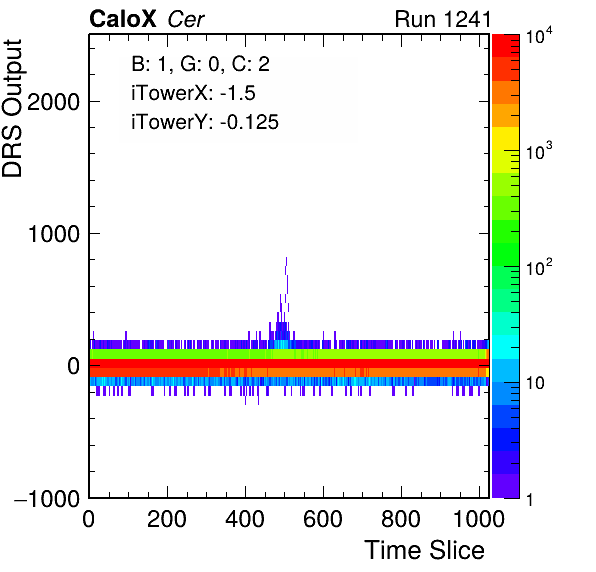 CaloX Cer Run 1241
B: 1, G: 0, C: 2
iTowerX: -1.5
iTowerY: -0.125
DRS Output
2000
1000
0
−1000
0 200 400 600 800 1000
Time Slice
10^4
10^3
10^2
10
1